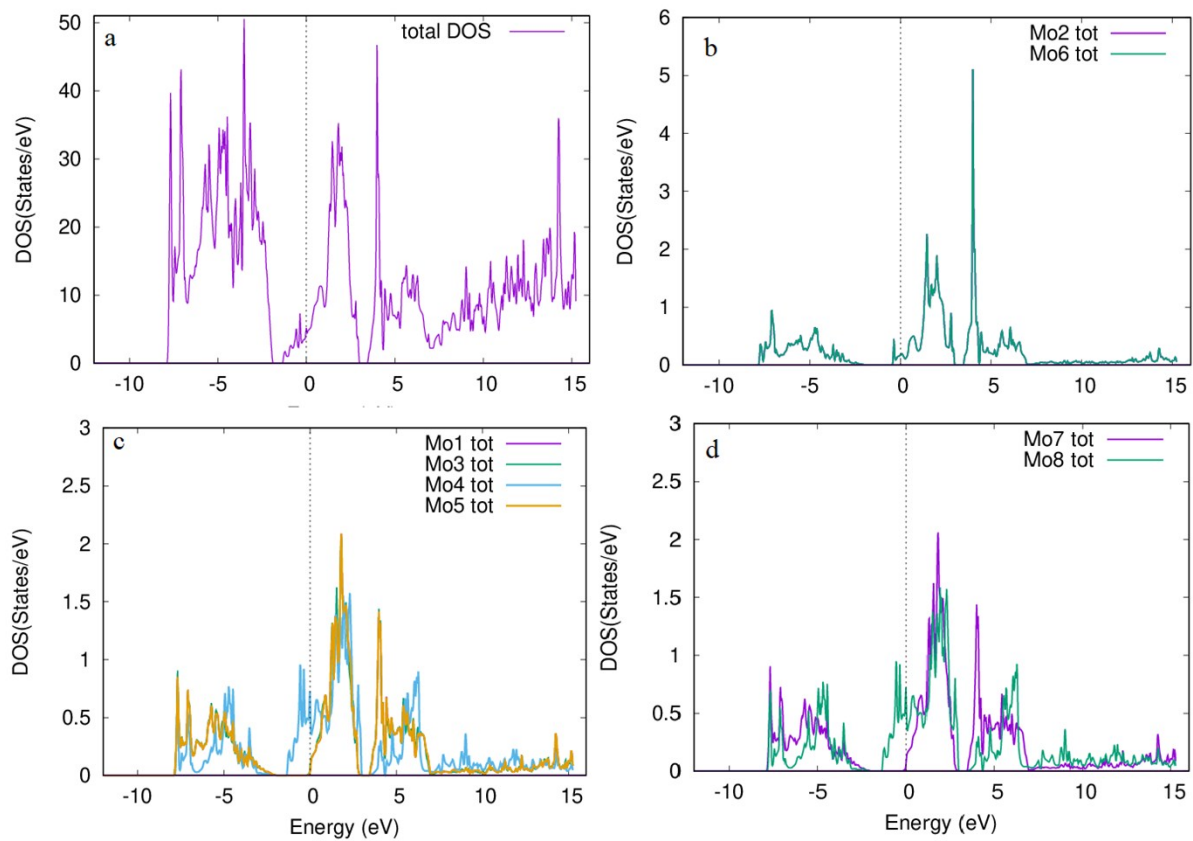 a
total DOS
50
40
30
20
10
0
DOS(States/eV)
-10
-5
0
5
10
15
b
Mo2 tot
Mo6 tot
6
5
4
3
2
1
0
DOS(States/eV)
-10
-5
0
5
10
15
c
Mo1 tot
Mo3 tot
Mo4 tot
Mo5 tot
3
2.5
2
1.5
1
0.5
0
DOS(States/eV)
-10
-5
0
5
10
15
Energy (eV)
d
Mo7 tot
Mo8 tot
3
2.5
2
1.5
1
0.5
0
DOS(States/eV)
-10
-5
0
5
10
15
Energy (eV)